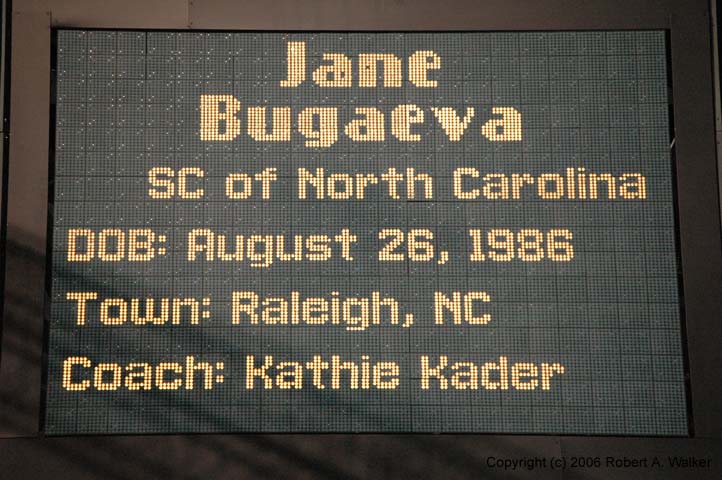 Jane
Bugaeva
SC of North Carolina
DOB: August 26, 1986
Town: Raleigh, NC
Coach: Kathie Kader
Copyright (c) 2006 Robert A. Walker